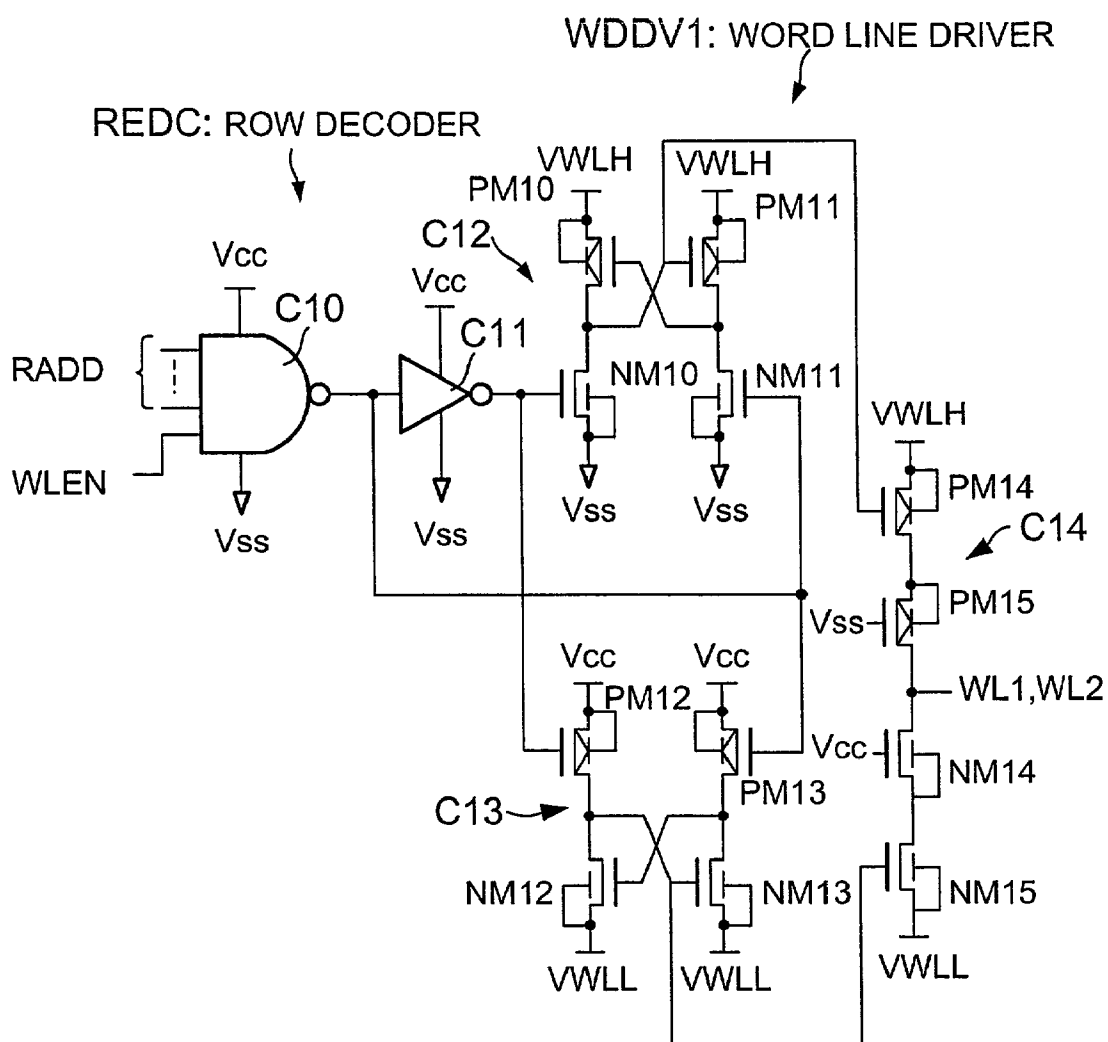 WDDV1: WORD LINE DRIVER
REDC: ROW DECODER
VWLH
VWLH
PM10
PM11
C12
Vcc
Vcc
C10
C11
RADD
NM10
NM11
WLEN
VWLH
Vss
Vss
Vss
Vss
PM14
C14
PM15
Vss
Vcc
Vcc
PM12
WL1,WL2
Vcc
NM14
PM13
C13
NM12
NM13
NM15
VWLL
VWLL
VWLL